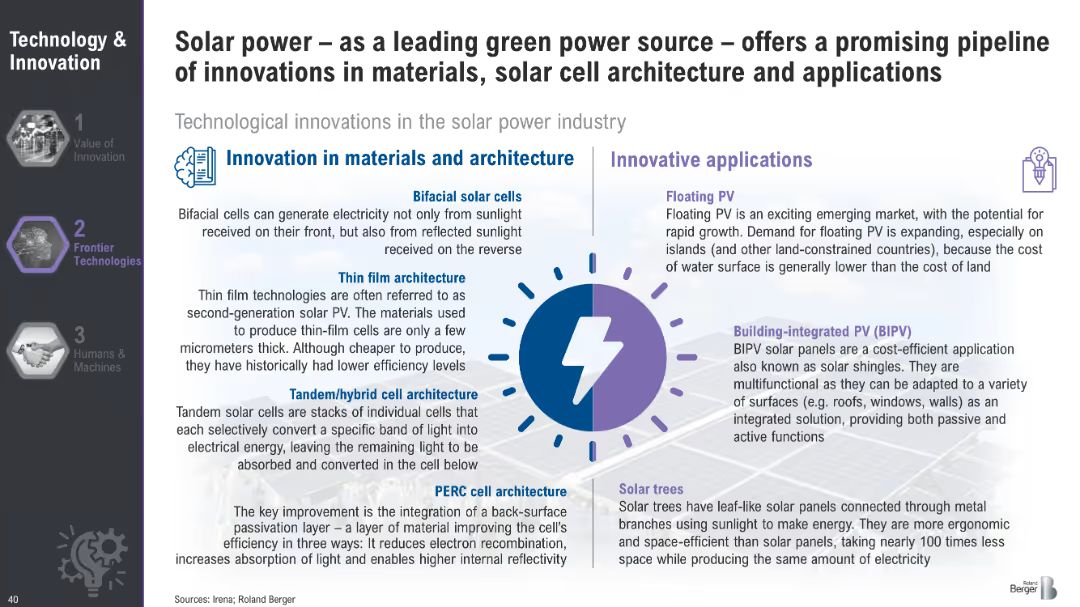 Technology &
Innovation
1
Value of
Innovation
2
Frontier
Technologies
3
Humans &
Machines
40
Solar power – as a leading green power source – offers a promising pipeline
of innovations in materials, solar cell architecture and applications
Technological innovations in the solar power industry
Innovation in materials and architecture
Bifacial solar cells
Bifacial cells can generate electricity not only from sunlight
received on their front, but also from reflected sunlight
received on the reverse
Thin film architecture
Thin film technologies are often referred to as
second-generation solar PV. The materials used
to produce thin-film cells are only a few
micrometers thick. Although cheaper to produce,
they have historically had lower efficiency levels
Tandem/hybrid cell architecture
Tandem solar cells are stacks of individual cells that
each selectively convert a specific band of light into
electrical energy, leaving the remaining light to be
absorbed and converted in the cell below
PERC cell architecture
The key improvement is the integration of a back-surface
passivation layer – a layer of material improving the cell's
efficiency in three ways: It reduces electron recombination,
increases absorption of light and enables higher internal reflectivity
Innovative applications
Floating PV
Floating PV is an exciting emerging market, with the potential for
rapid growth. Demand for floating PV is expanding, especially on
islands (and other land-constrained countries), because the cost
of water surface is generally lower than the cost of land
Building-integrated PV (BIPV)
BIPV solar panels are a cost-efficient application
also known as solar shingles. They are
multifunctional as they can be adapted to a variety
of surfaces (e.g. roofs, windows, walls) as an
integrated solution, providing both passive and
active functions
Solar trees
Solar trees have leaf-like solar panels connected through metal
branches using sunlight to make energy. They are more ergonomic
and space-efficient than solar panels, taking nearly 100 times less
space while producing the same amount of electricity
Sources: Irena; Roland Berger
Roland
Berger